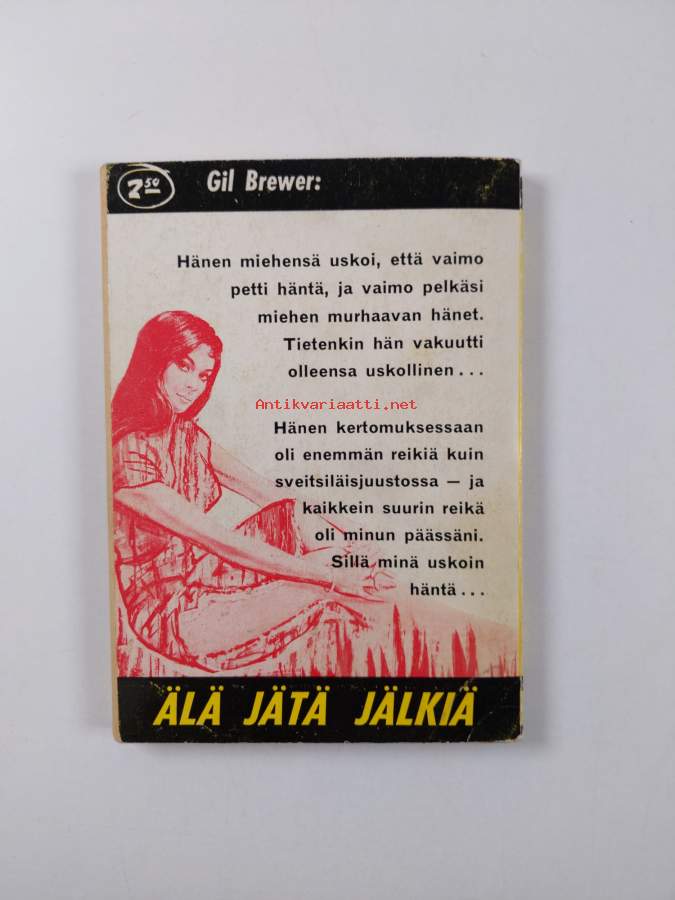 2 50
Gil Brewer:
Hänen miehensä uskoi, että vaimo
petti häntä, ja vaimo pelkäsi
miehen murhaavan hänet.
Tietenkin hän vakuutti
olleensa uskollinen...
Antikvariaatti.net
Hänen kertomuksessaan
oli enemmän reikiä kuin
sveitsiläisjuustossa — ja
kaikkein suurin reikä
oli minun päässäni.
Sillä minä uskoin
häntä...
ÄLÄ JÄTÄ JÄLKIÄ